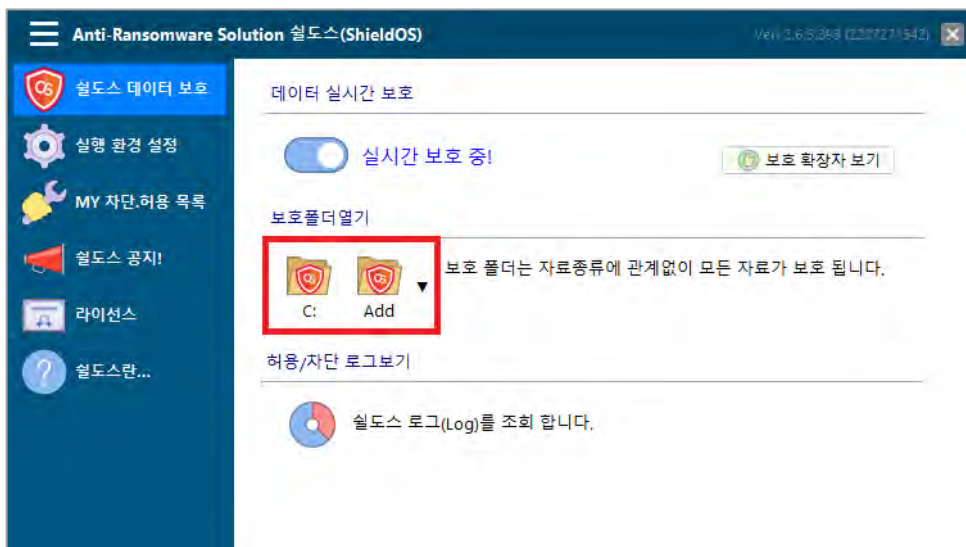 Anti-Ransomware Solution 쉴도스(ShieldOS)
쉴도스 데이터 보호
실행 환경 설정
MY 차단.허용 목록
쉴도스 공지!
라이선스
쉴도스란...
데이터 실시간 보호
실시간 보호 중!
보호 확장자 보기
보호폴더열기
C:
Add
보호 폴더는 자료종류에 관계없이 모든 자료가 보호 됩니다.
허용/차단 로그보기
쉴도스 로그(Log)를 조회 합니다.